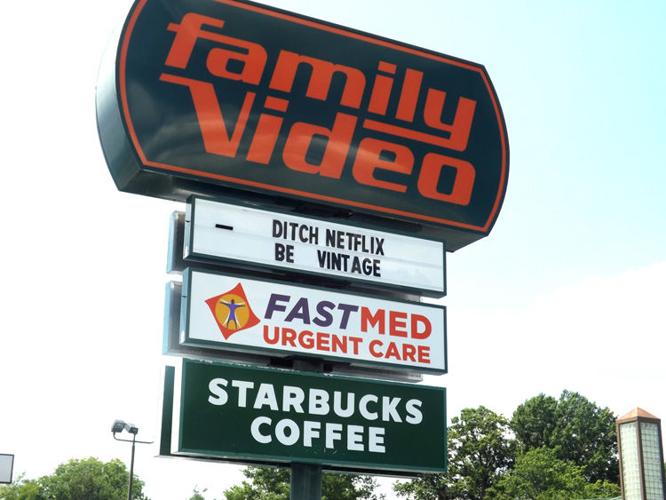 family
Video
- DITCH NETFLIX
BE VINTAGE
FASTMED
URGENT CARE
STARBUCKS
COFFEE